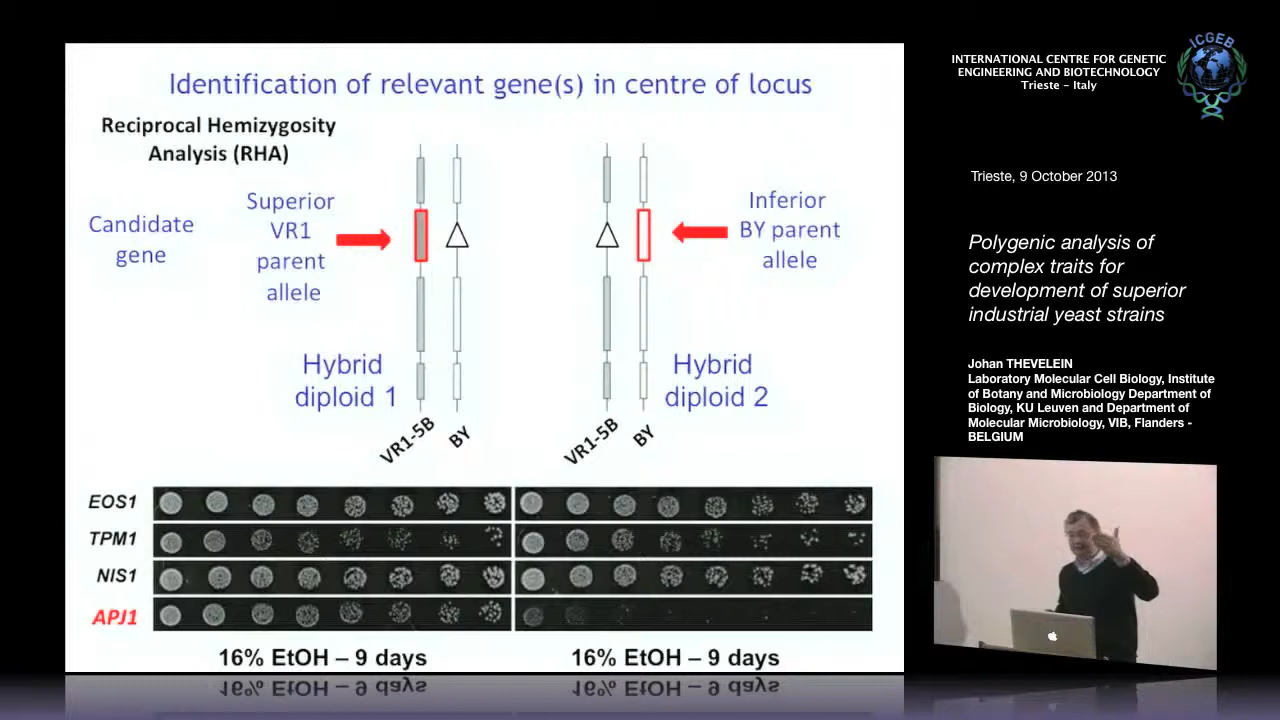 Identification of relevant gene(s) in centre of locus
Reciprocal Hemizygosity
Analysis (RHA)
Candidate
gene
Superior
VR1
parent
allele
Inferior
BY parent
allele
Hybrid
diploid 1
Hybrid
diploid 2
VR1-5B
BY
VR1-5B
BY
EOS1
TPM1
NIS1
APJ1
16% EtOH – 9 days
16% EtOH – 9 days
INTERNATIONAL CENTRE FOR GENETIC
ENGINEERING AND BIOTECHNOLOGY
Trieste – Italy
ICGEB
Trieste, 9 October 2013
Polygenic analysis of
complex traits for
development of superior
industrial yeast strains
Johan THEVELEIN
Laboratory Molecular Cell Biology, Institute
of Botany and Microbiology Department of
Biology, KU Leuven and Department of
Molecular Microbiology, VIB, Flanders -
BELGIUM